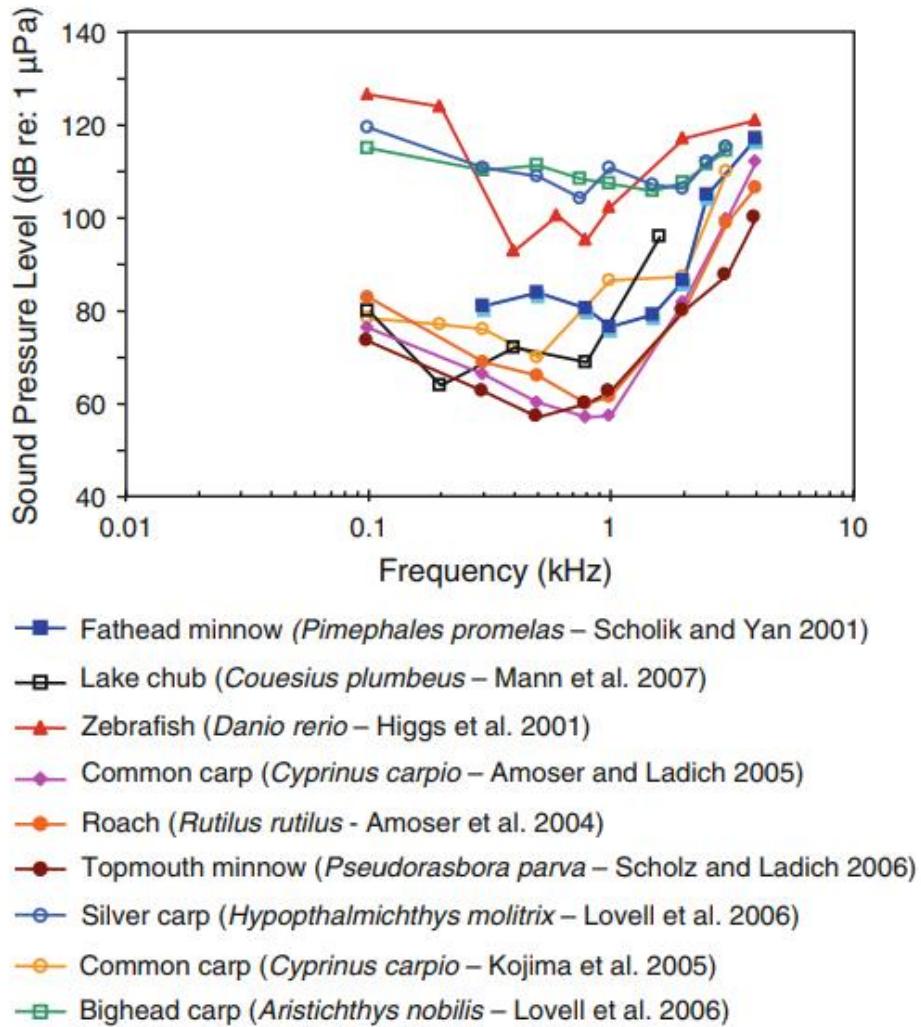 Sound Pressure Level (dB re: 1 µPa)
140
120
100
80
60
40
0.01
0.1
1
10
Frequency (kHz)
Fathead minnow (Pimephales promelas – Scholik and Yan 2001)
Lake chub (Couesius plumbeus – Mann et al. 2007)
Zebrafish (Danio rerio – Higgs et al. 2001)
Common carp (Cyprinus carpio – Amoser and Ladich 2005)
Roach (Rutilus rutilus - Amoser et al. 2004)
Topmouth minnow (Pseudorasbora parva – Scholz and Ladich 2006)
Silver carp (Hypopthalmichthys molitrix – Lovell et al. 2006)
Common carp (Cyprinus carpio – Kojima et al. 2005)
Bighead carp (Aristichthys nobilis – Lovell et al. 2006)